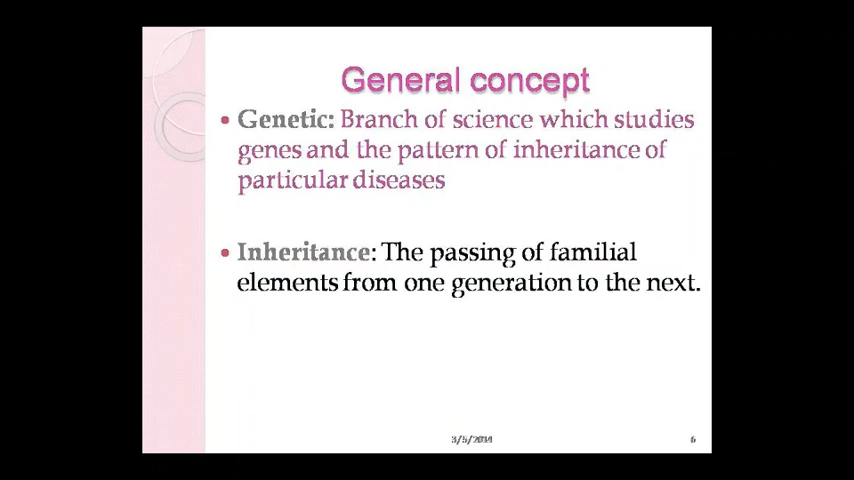 General concept
• Genetic: Branch of science which studies
genes and the pattern of inheritance of
particular diseases
• Inheritance: The passing of familial
elements from one generation to the next.
3/5/2014 6